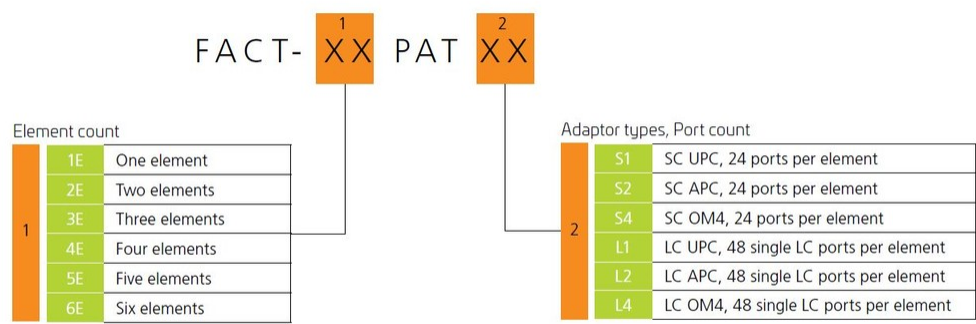 1 2
FACT- XX PAT XX
Element count
1
1E One element
2E Two elements
3E Three elements
4E Four elements
5E Five elements
6E Six elements
Adaptor types, Port count
2
S1 SC UPC, 24 ports per element
S2 SC APC, 24 ports per element
S4 SC OM4, 24 ports per element
L1 LC UPC, 48 single LC ports per element
L2 LC APC, 48 single LC ports per element
L4 LC OM4, 48 single LC ports per element